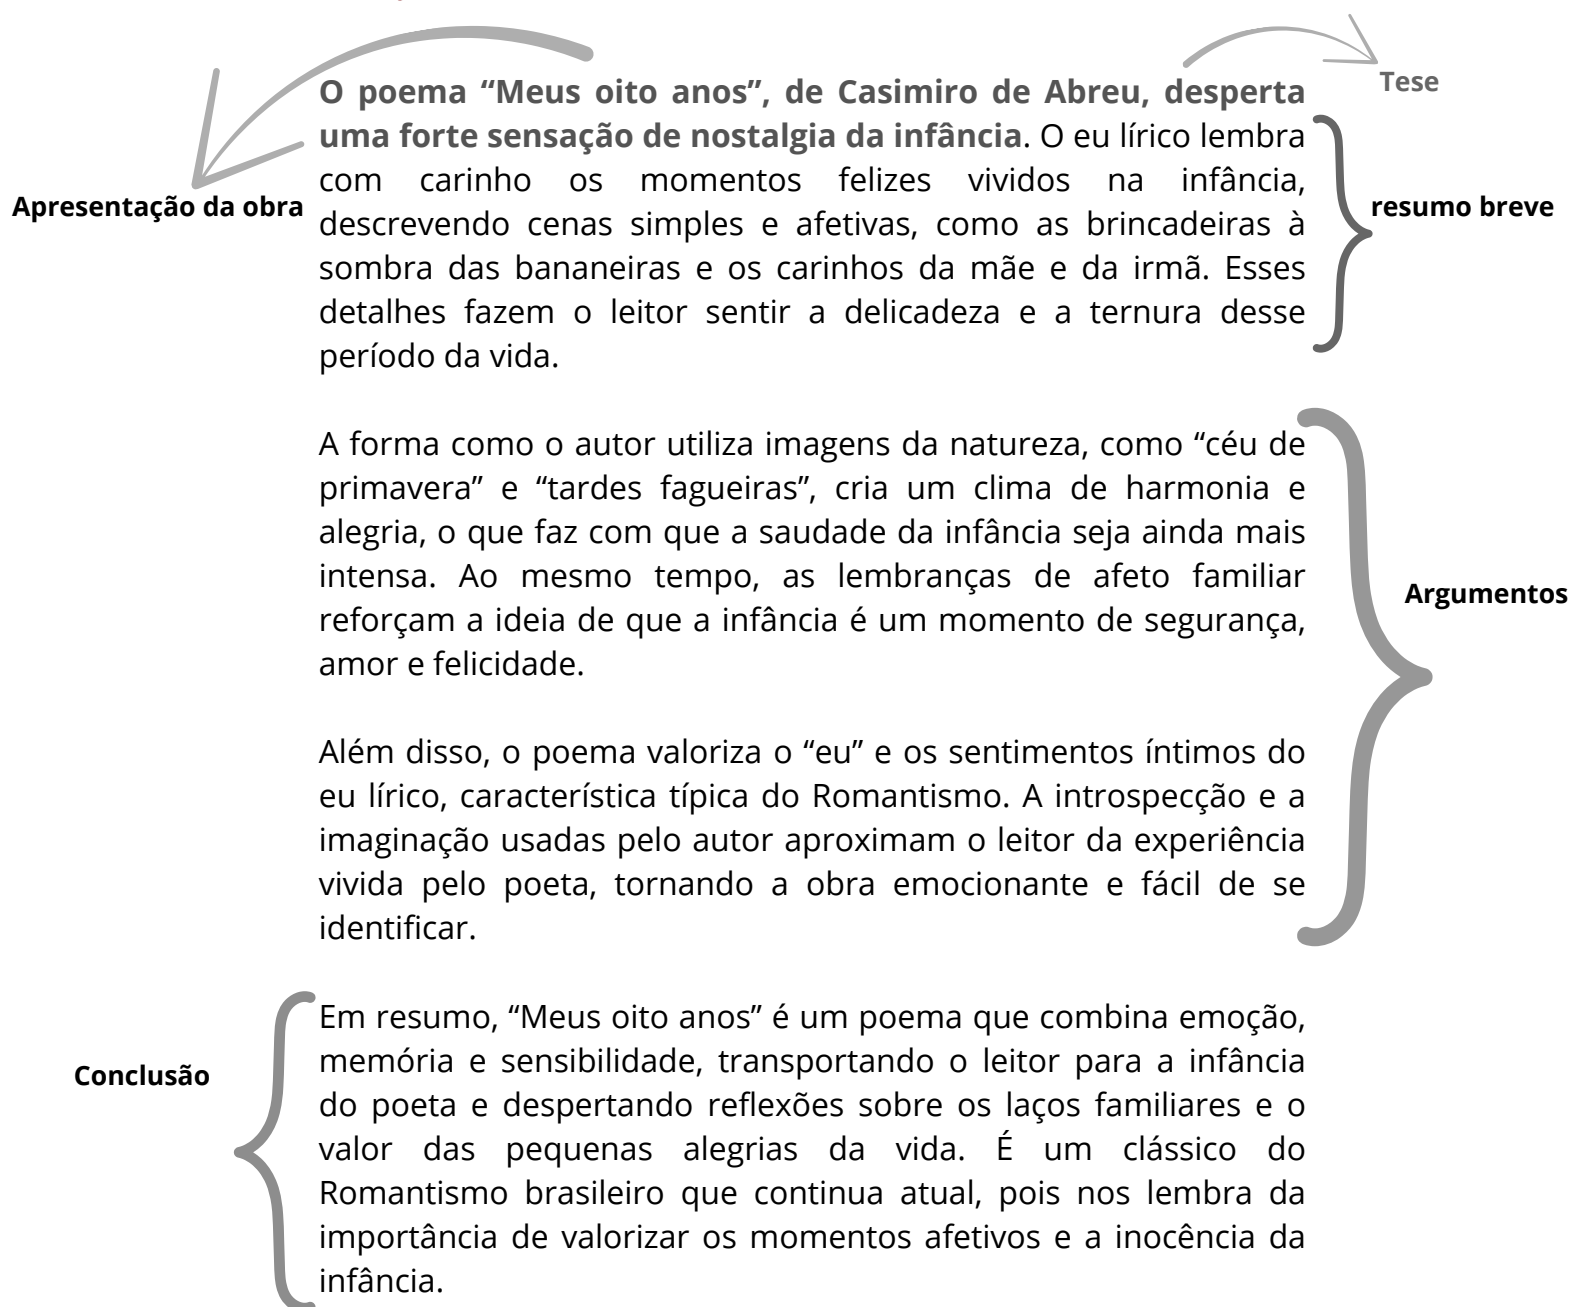 Tese
O poema “Meus oito anos”, de Casimiro de Abreu, desperta
uma forte sensação de nostalgia da infância. O eu lírico lembra
com carinho os momentos felizes vividos na infância,
Apresentação da obra
resumo breve
descrevendo cenas simples e afetivas, como as brincadeiras à
sombra das bananeiras e os carinhos da mãe e da irmã. Esses
detalhes fazem o leitor sentir a delicadeza e a ternura desse
período da vida.
A forma como o autor utiliza imagens da natureza, como “céu de
primavera” e “tardes fagueiras”, cria um clima de harmonia e
alegria, o que faz com que a saudade da infância seja ainda mais
intensa. Ao mesmo tempo, as lembranças de afeto familiar
Argumentos
reforçam a ideia de que a infância é um momento de segurança,
amor e felicidade.
Além disso, o poema valoriza o “eu” e os sentimentos íntimos do
eu lírico, característica típica do Romantismo. A introspecção e a
imaginação usadas pelo autor aproximam o leitor da experiência
vivida pelo poeta, tornando a obra emocionante e fácil de se
identificar.
Em resumo, “Meus oito anos” é um poema que combina emoção,
memória e sensibilidade, transportando o leitor para a infância
Conclusão
do poeta e despertando reflexões sobre os laços familiares e o
valor das pequenas alegrias da vida. É um clássico do
Romantismo brasileiro que continua atual, pois nos lembra da
importância de valorizar os momentos afetivos e a inocência da
infância.